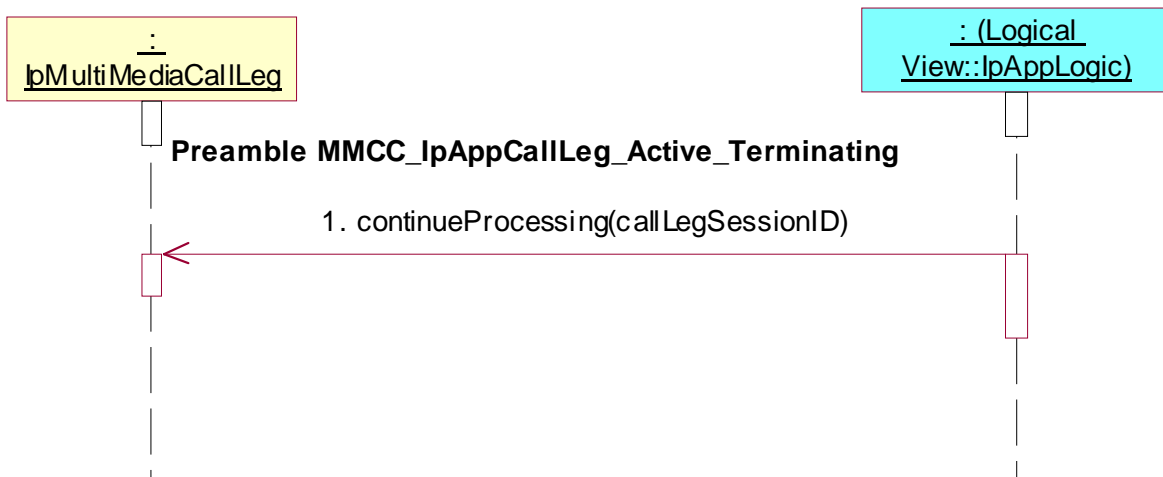 :
IpMultiMediaCallLeg
: (Logical
View::IpAppLogic)
Preamble MMCC_IpAppCallLeg_Active_Terminating
1. continueProcessing(callLegSessionID)